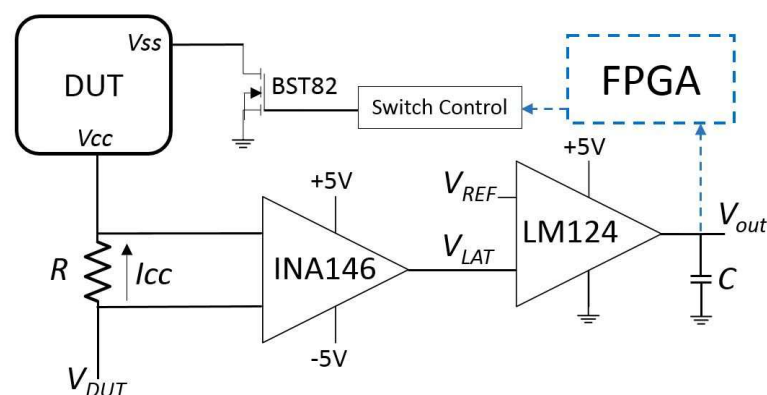 Vss
DUT
BST82
Switch Control
FPGA
Vcc
+5V
+5V
VREF
LM124
Vout
R
Icc
INA146
VLAT
C
-5V
VDUT